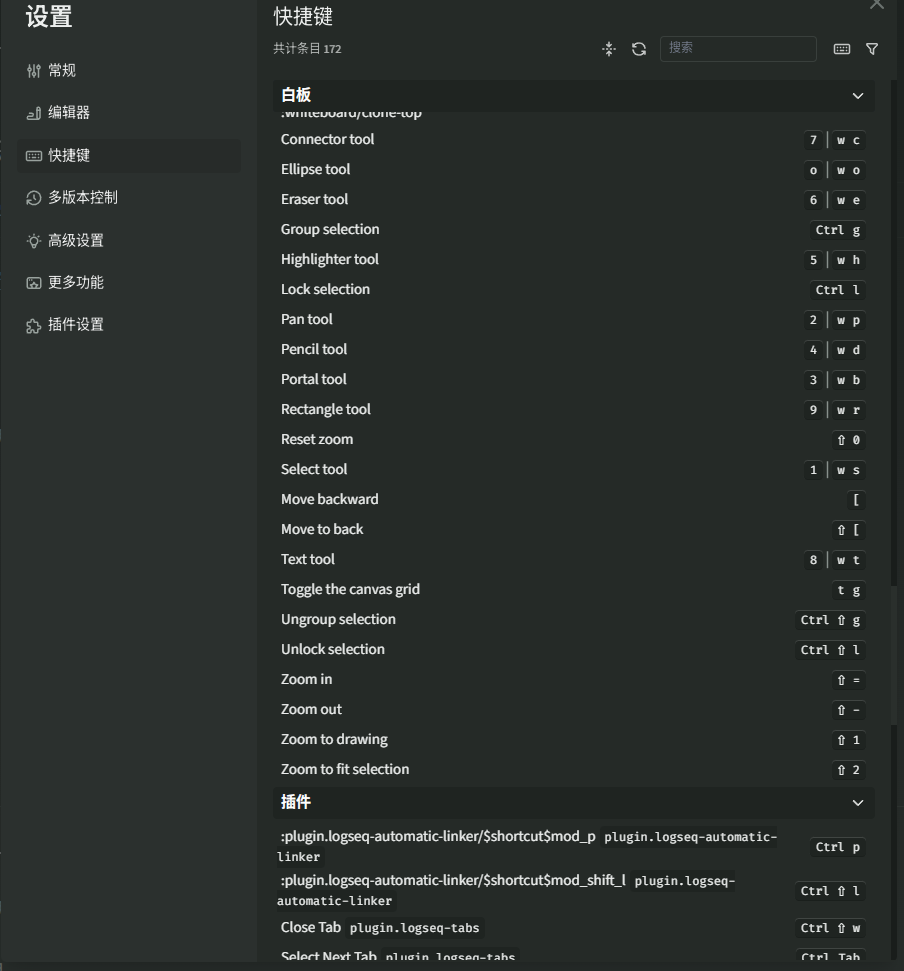 设置
常规
编辑器
快捷键
多版本控制
高级设置
更多功能
插件设置
快捷键
共计条目 172
搜索
白板
:whiteboard/clone-top
Connector tool 7 | w c
Ellipse tool o | w o
Eraser tool 6 | w e
Group selection Ctrl g
Highlighter tool 5 | w h
Lock selection Ctrl l
Pan tool 2 | w p
Pencil tool 4 | w d
Portal tool 3 | w b
Rectangle tool 9 | w r
Reset zoom ⇧ 0
Select tool 1 | w s
Move backward [
Move to back ⇧ [
Text tool 8 | w t
Toggle the canvas grid t g
Ungroup selection Ctrl ⇧ g
Unlock selection Ctrl ⇧ l
Zoom in ⇧ =
Zoom out ⇧ -
Zoom to drawing ⇧ 1
Zoom to fit selection ⇧ 2
插件
:plugin.logseq-automatic-linker/$shortcut$mod_p plugin.logseq-automatic-
linker Ctrl p
:plugin.logseq-automatic-linker/$shortcut$mod_shift_l plugin.logseq-
automatic-linker Ctrl ⇧ l
Close Tab plugin.logseq-tabs Ctrl ⇧ w
Select Next Tab plugin.logseq-tabs Ctrl Tab